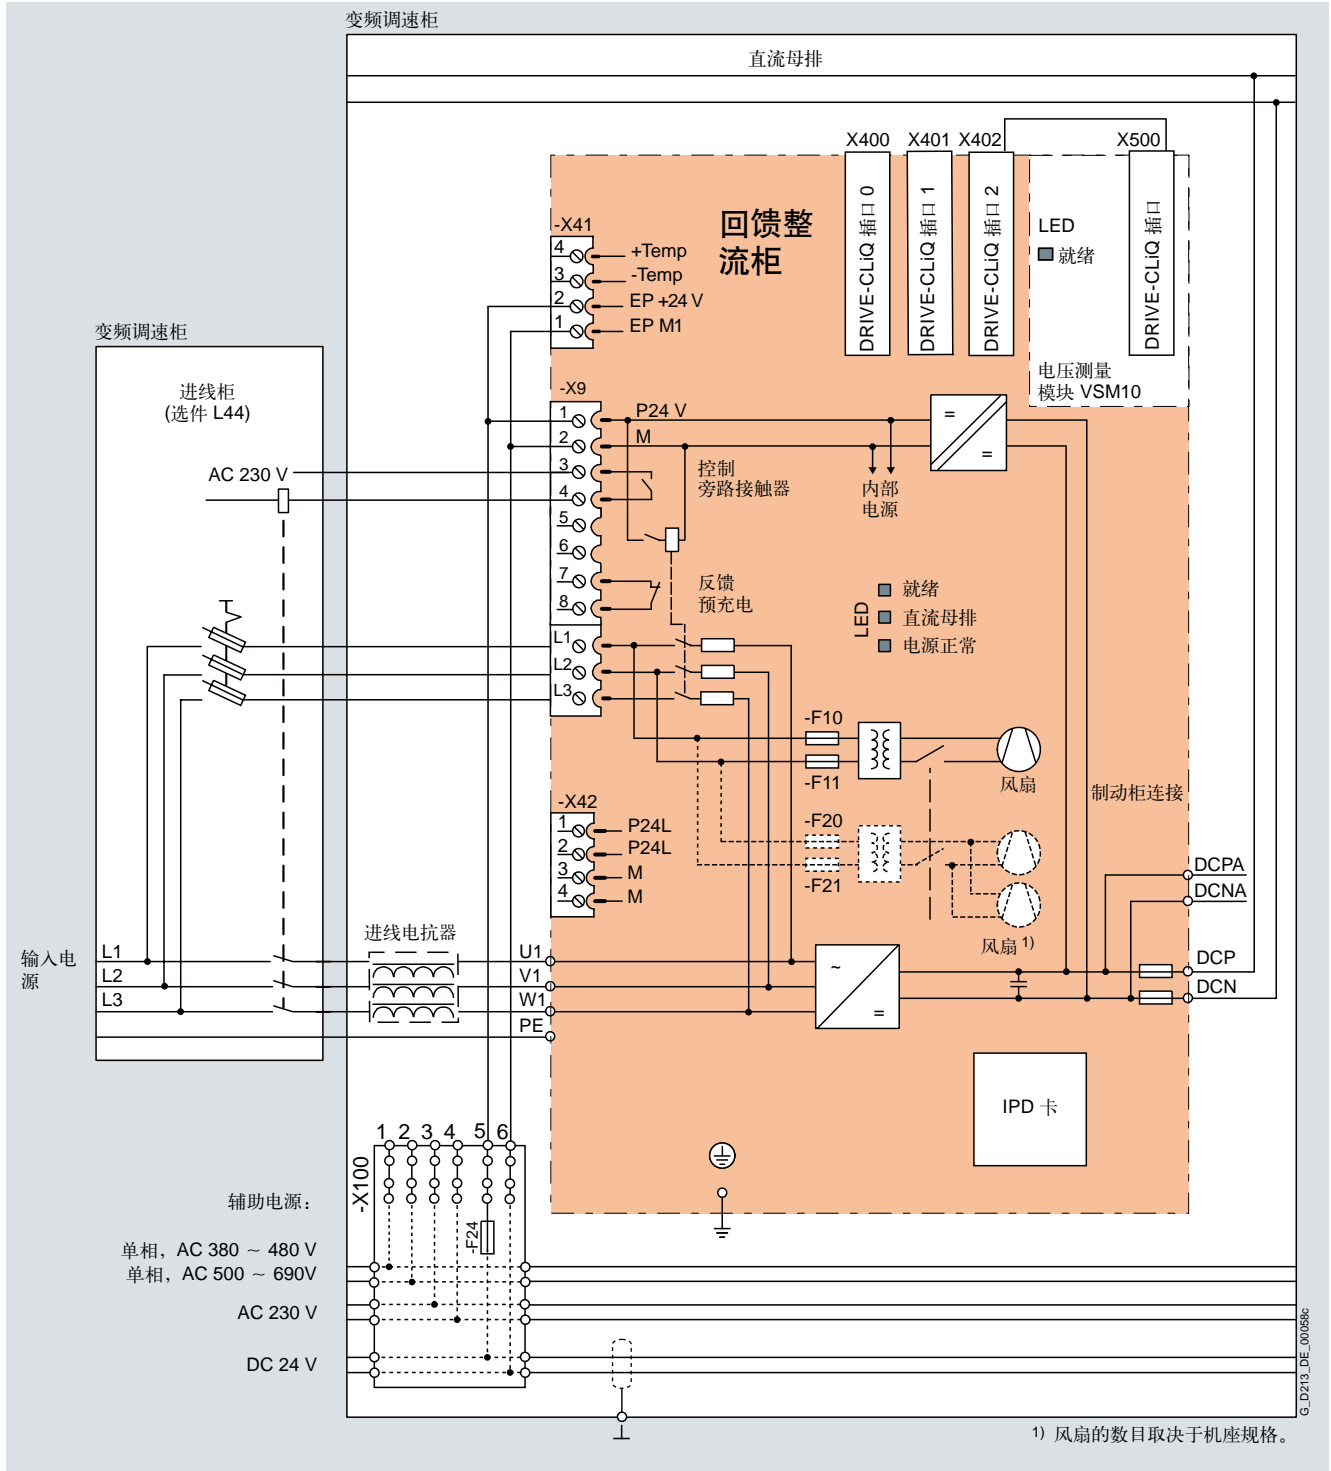 变频调速柜
直流母排
X400
X401
X402
X500
DRIVE-CLiQ 插口 0
DRIVE-CLiQ 插口 1
DRIVE-CLiQ 插口 2
DRIVE-CLiQ 插口
回馈整
流柜
LED
就绪
电压测量
模块 VSM10
-X41
4
+Temp
3
-Temp
2
EP +24 V
1
EP M1
变频调速柜
进线柜
(选件 L44)
AC 230 V
-X9
1
P24 V
2
M
3
4
5
6
7
8
L1
L2
L3
控制
旁路接触器
内部
电源
=
=
反馈
预充电
LED
就绪
直流母排
电源正常
-F10
-F11
风扇
制动柜连接
-F20
-F21
风扇 1)
-X42
1
P24L
2
P24L
3
M
4
M
DCPA
DCNA
DCP
DCN
输入电
源
L1
L2
L3
进线电抗器
U1
V1
W1
PE
~
=
IPD 卡
1
2
3
4
5
6
-X100
-F24
辅助电源：
单相，AC 380 ～ 480 V
单相，AC 500 ～ 690V
AC 230 V
DC 24 V
G_D213_DE_00058c
1) 风扇的数目取决于机座规格。